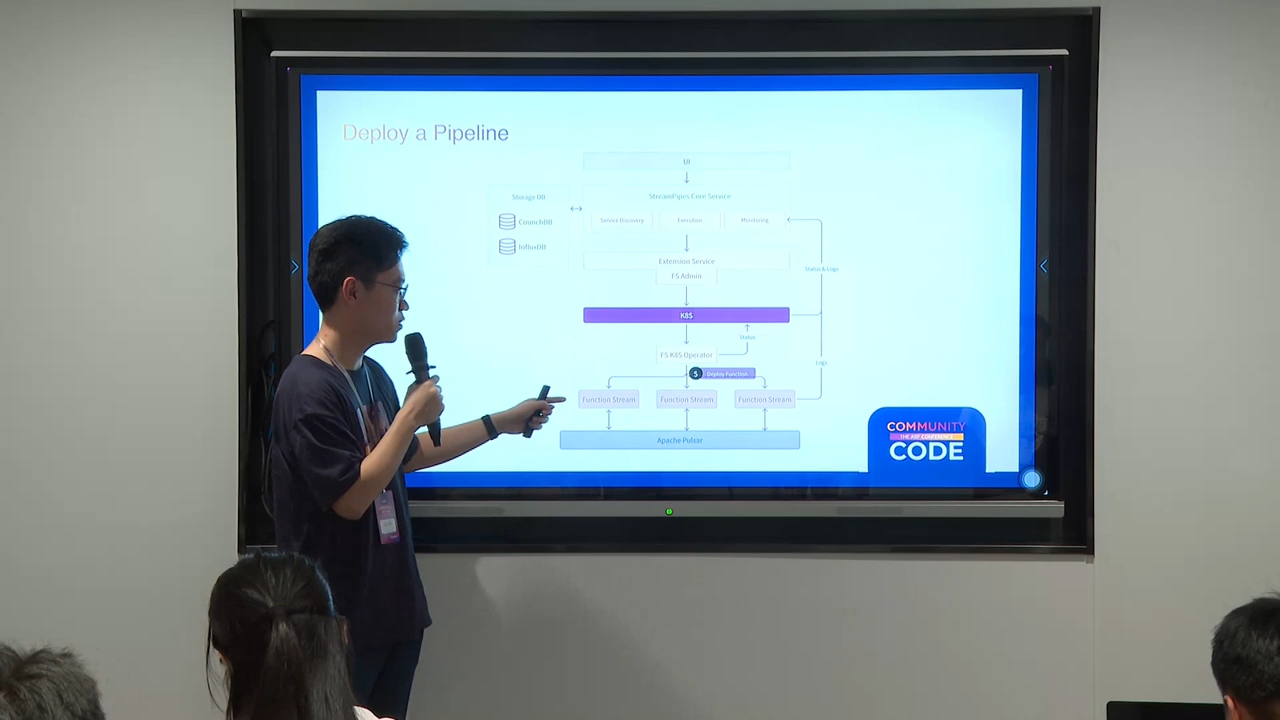 Deploy a Pipeline
UI
Storage DB
CounchDB
InfluxDB
StreamPipes Core Service
Service Discovery
Execution
Monitoring
Extension Service
FS Admin
Status & Logs
K8S
Status
FS K8S Operator
Logs
5
Deploy Function
Function Stream
Function Stream
Function Stream
Apache Pulsar
COMMUNITY
THE ASF CONFERENCE
CODE